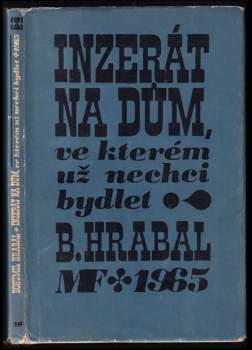 INZERÁT
NA DŮM,
ve kterém
už nechci
bydlet
B. HRABAL
MF 1965
BOHUMIL HRABAL + INZERÁT NA DŮM, ve kterém už nechci bydlet + 1965